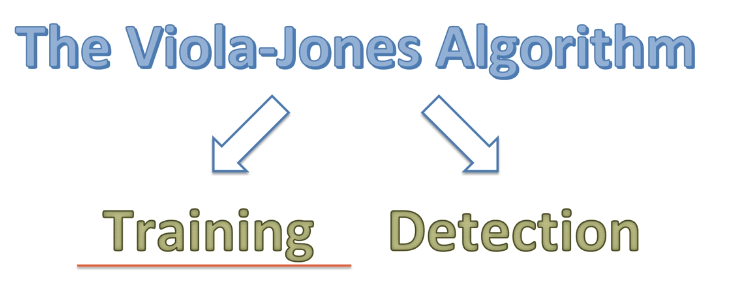 The Viola-Jones Algorithm
Training Detection